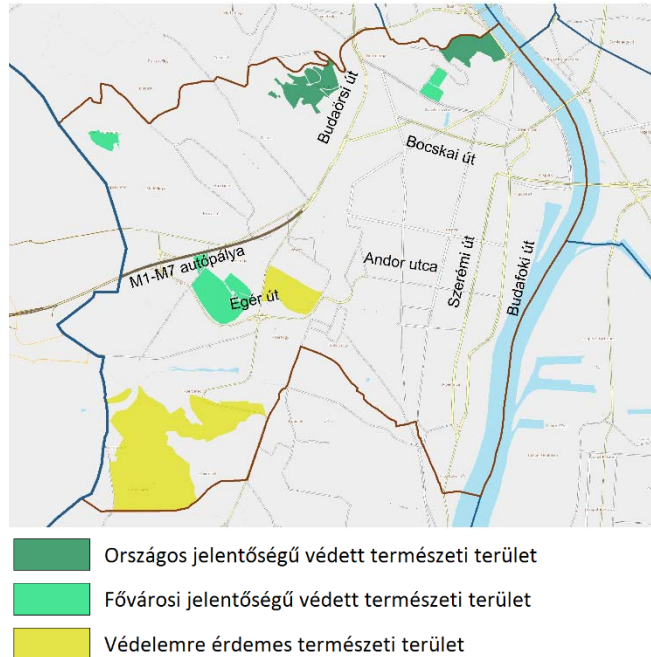 Budaörsi út
Bocskai út
M1-M7 autópálya
Egér út
Andor utca
Szerémi út
Budafoki út
Országos jelentőségű védett természeti terület
Fővárosi jelentőségű védett természeti terület
Védelemre érdemes természeti terület